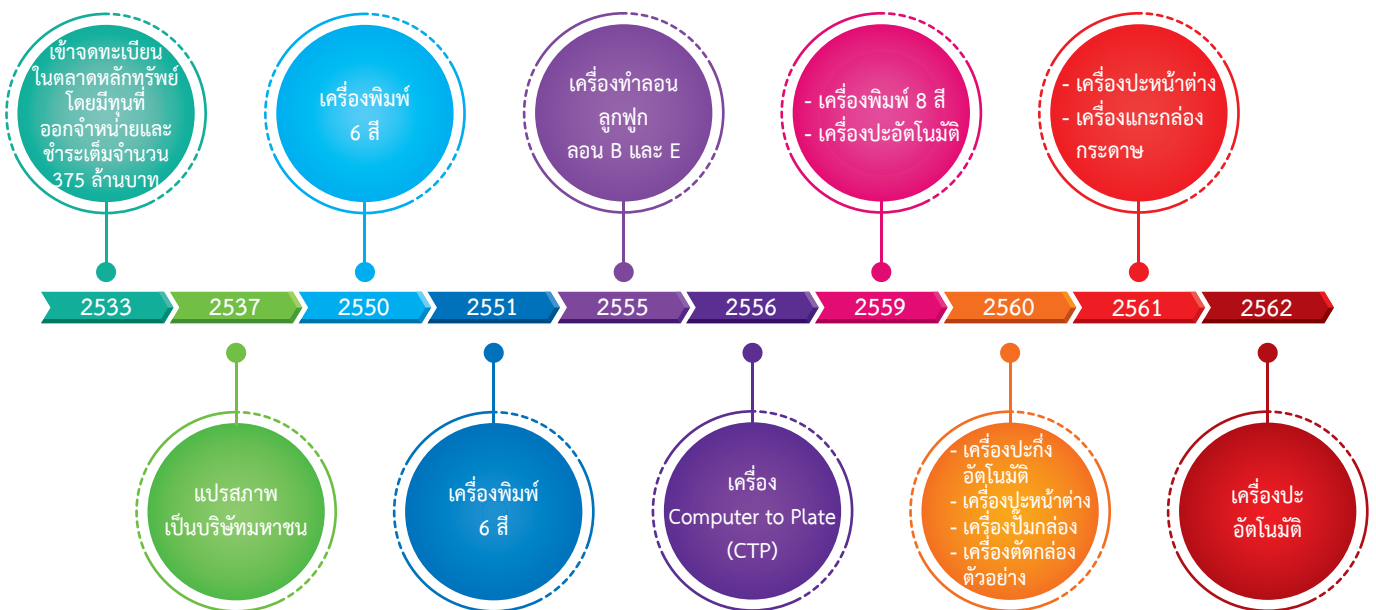 เข้าจดทะเบียน
ในตลาดหลักทรัพย์
โดยมีทุนที่
ออกจำหน่ายและ
ชำระเต็มจำนวน
375 ล้านบาท
เครื่องพิมพ์
6 สี
เครื่องทำลอน
ลูกฟูก
ลอน B และ E
- เครื่องพิมพ์ 8 สี
- เครื่องปะอัตโนมัติ
- เครื่องปะหน้าต่าง
- เครื่องแกะกล่อง
กระดาษ
2533 2537 2550 2551 2555 2556 2559 2560 2561 2562
แปรสภาพ
เป็นบริษัทมหาชน
เครื่องพิมพ์
6 สี
เครื่อง
Computer to Plate
(CTP)
- เครื่องปะกึ่ง
อัตโนมัติ
- เครื่องปะหน้าต่าง
- เครื่องปั๊มกล่อง
- เครื่องตัดกล่อง
ตัวอย่าง
เครื่องปะ
อัตโนมัติ